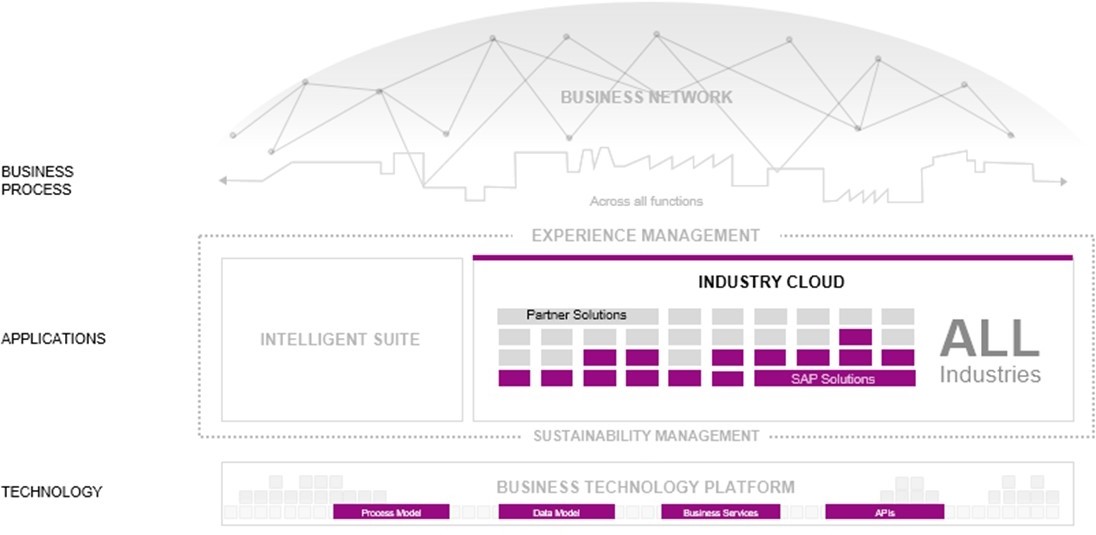 BUSINESS NETWORK
BUSINESS
PROCESS
Across all functions
EXPERIENCE MANAGEMENT
INDUSTRY CLOUD
Partner Solutions
APPLICATIONS
INTELLIGENT SUITE
ALL
Industries
SAP Solutions
SUSTAINABILITY MANAGEMENT
TECHNOLOGY
BUSINESS TECHNOLOGY PLATFORM
Process Model
Data Model
Business Services
APIs